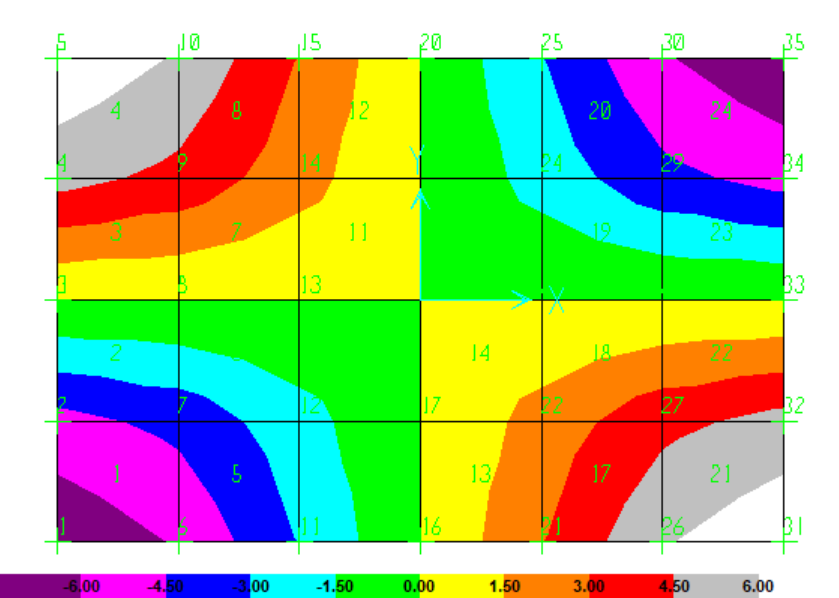 5 10 15 20 25 30 35
4 8 12 20 24
4 9 14 Y 24 29 34
3 7 11 19 23
3 8 13 X 33
2 14 18 22
2 7 12 17 22 27 32
1 5 13 17 21
1 6 11 16 21 26 31
-6.00 -4.50 -3.00 -1.50 0.00 1.50 3.00 4.50 6.00